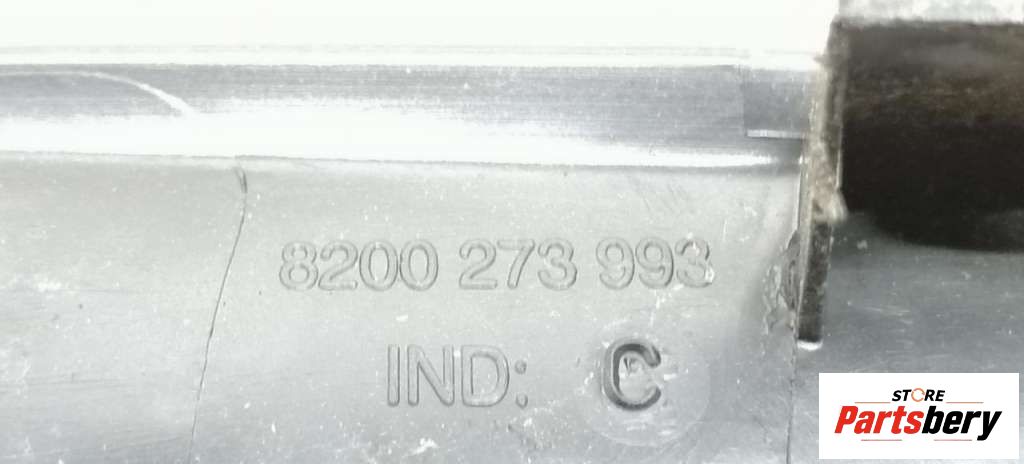 8200 273 993
IND: C
STORE
Partsbery